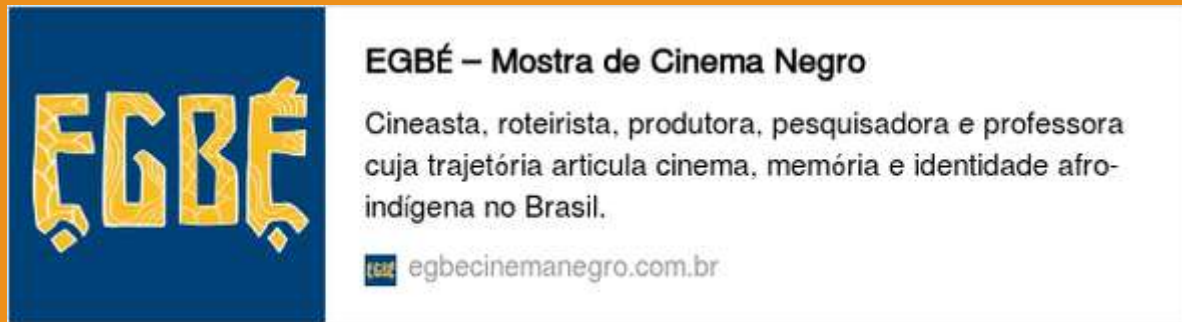 ẸGBẸ́
EGBÉ – Mostra de Cinema Negro
Cineasta, roteirista, produtora, pesquisadora e professora
cuja trajetória articula cinema, memória e identidade afro-
indígena no Brasil.
egbecinemanegro.com.br